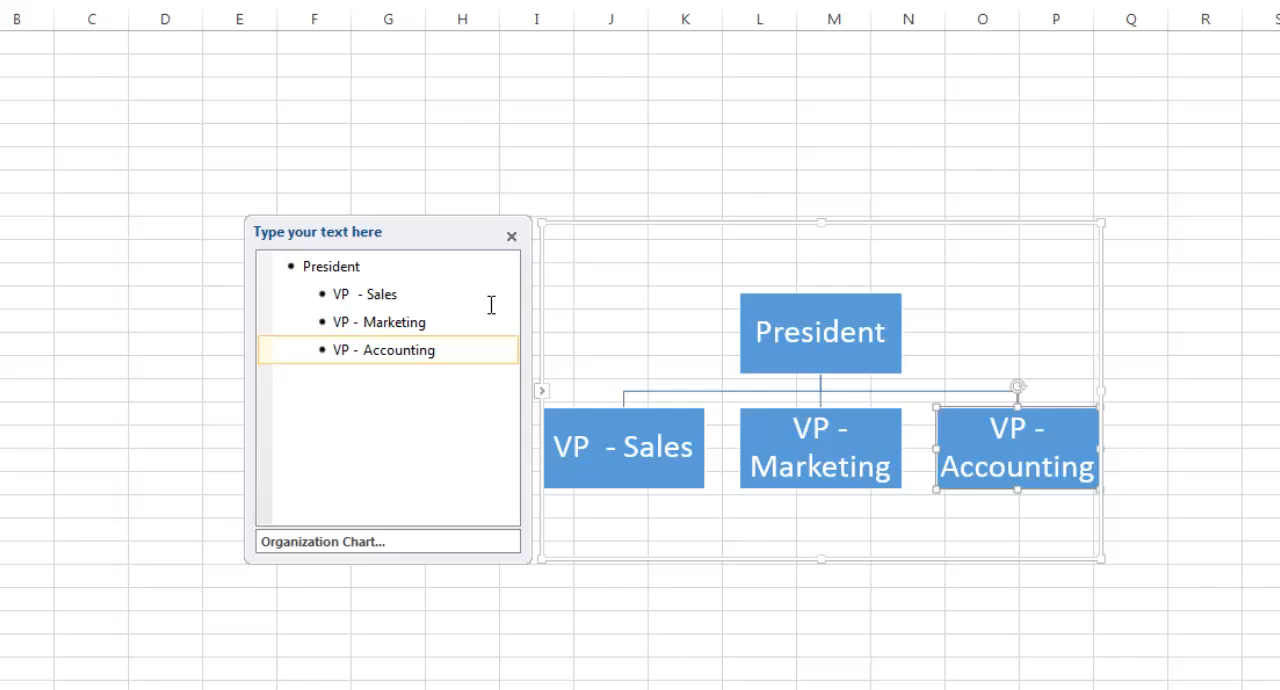 B C D E F G H I J K L M N O P Q R S
Type your text here
President
VP  - Sales
VP - Marketing
VP - Accounting
Organization Chart...
President
VP  - Sales
VP -
Marketing
VP -
Accounting